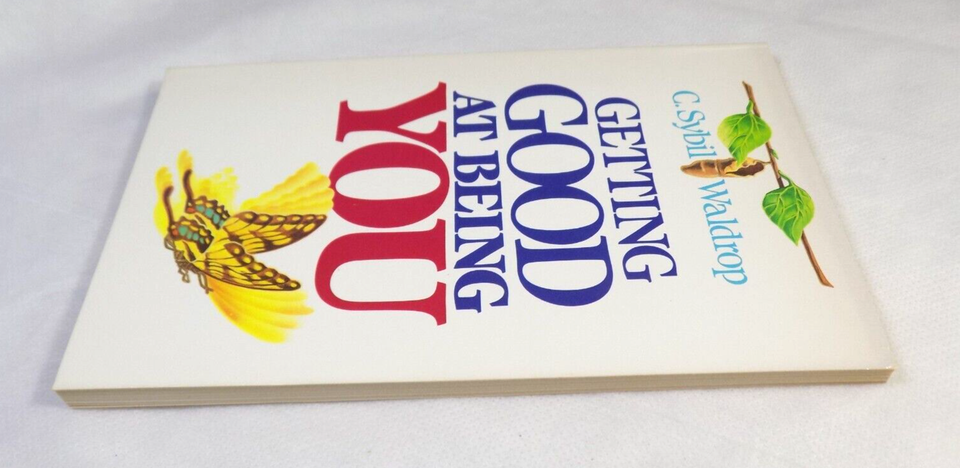 C. Sybil Waldrop
GETTING
GOOD
AT BEING
YOU